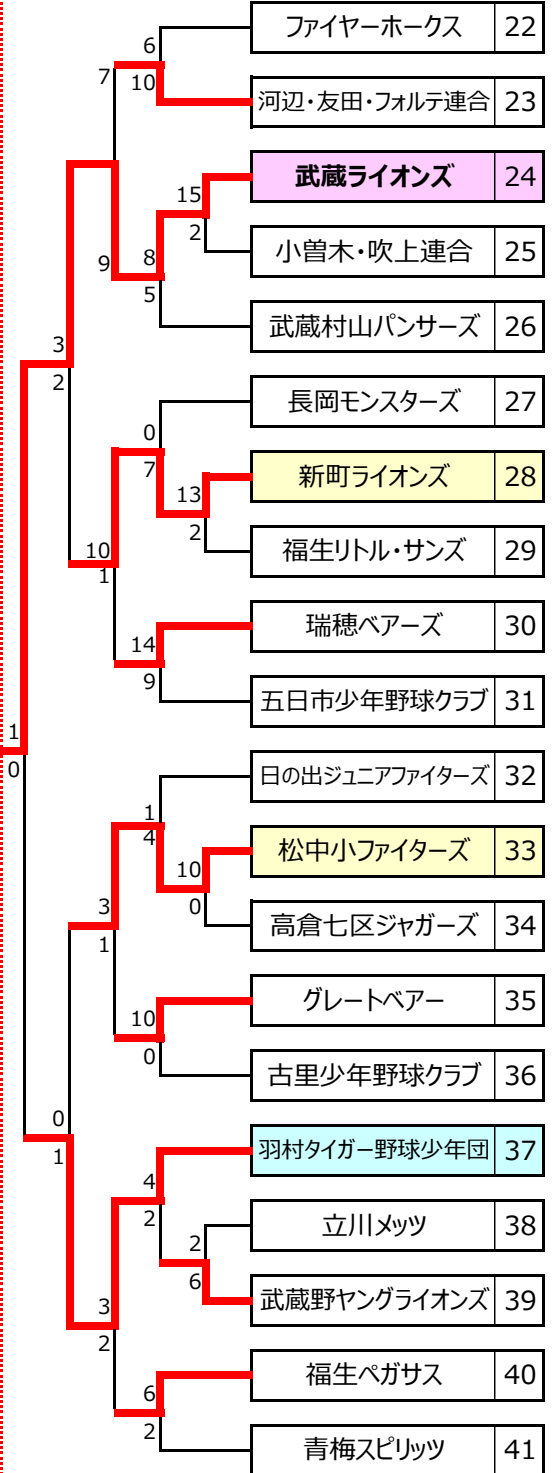 ファイヤーホークス 22
6
7
10
河辺・友田・フォルテ連合 23
武蔵ライオンズ 24
15
2
小曽木・吹上連合 25
9
8
5
武蔵村山パンサーズ 26
3
2
長岡モンスターズ 27
0
7
新町ライオンズ 28
13
2
福生リトル・サンズ 29
10
1
瑞穂ベアーズ 30
14
9
五日市少年野球クラブ 31
1
0
日の出ジュニアファイターズ 32
1
4
松中小ファイターズ 33
10
0
高倉七区ジャガーズ 34
3
1
グレートベアー 35
10
0
古里少年野球クラブ 36
0
1
羽村タイガー野球少年団 37
4
2
立川メッツ 38
2
6
武蔵野ヤングライオンズ 39
3
2
福生ペガサス 40
6
2
青梅スピリッツ 41